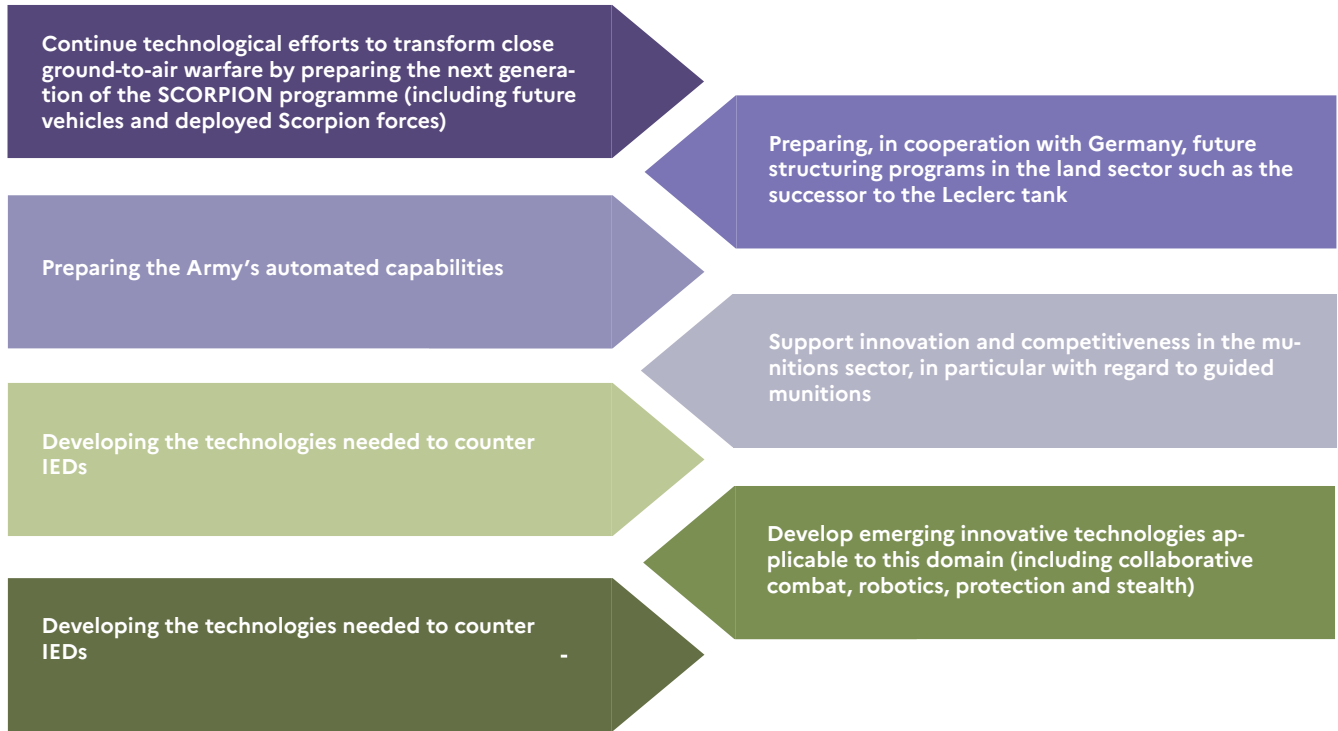 Continue technological efforts to transform close
ground-to-air warfare by preparing the next genera-
tion of the SCORPION programme (including future
vehicles and deployed Scorpion forces)
Preparing, in cooperation with Germany, future
structuring programs in the land sector such as the
successor to the Leclerc tank
Preparing the Army's automated capabilities
Support innovation and competitiveness in the mu-
nitions sector, in particular with regard to guided
munitions
Developing the technologies needed to counter
IEDs
Develop emerging innovative technologies ap-
plicable to this domain (including collaborative
combat, robotics, protection and stealth)
Developing the technologies needed to counter
IEDs -